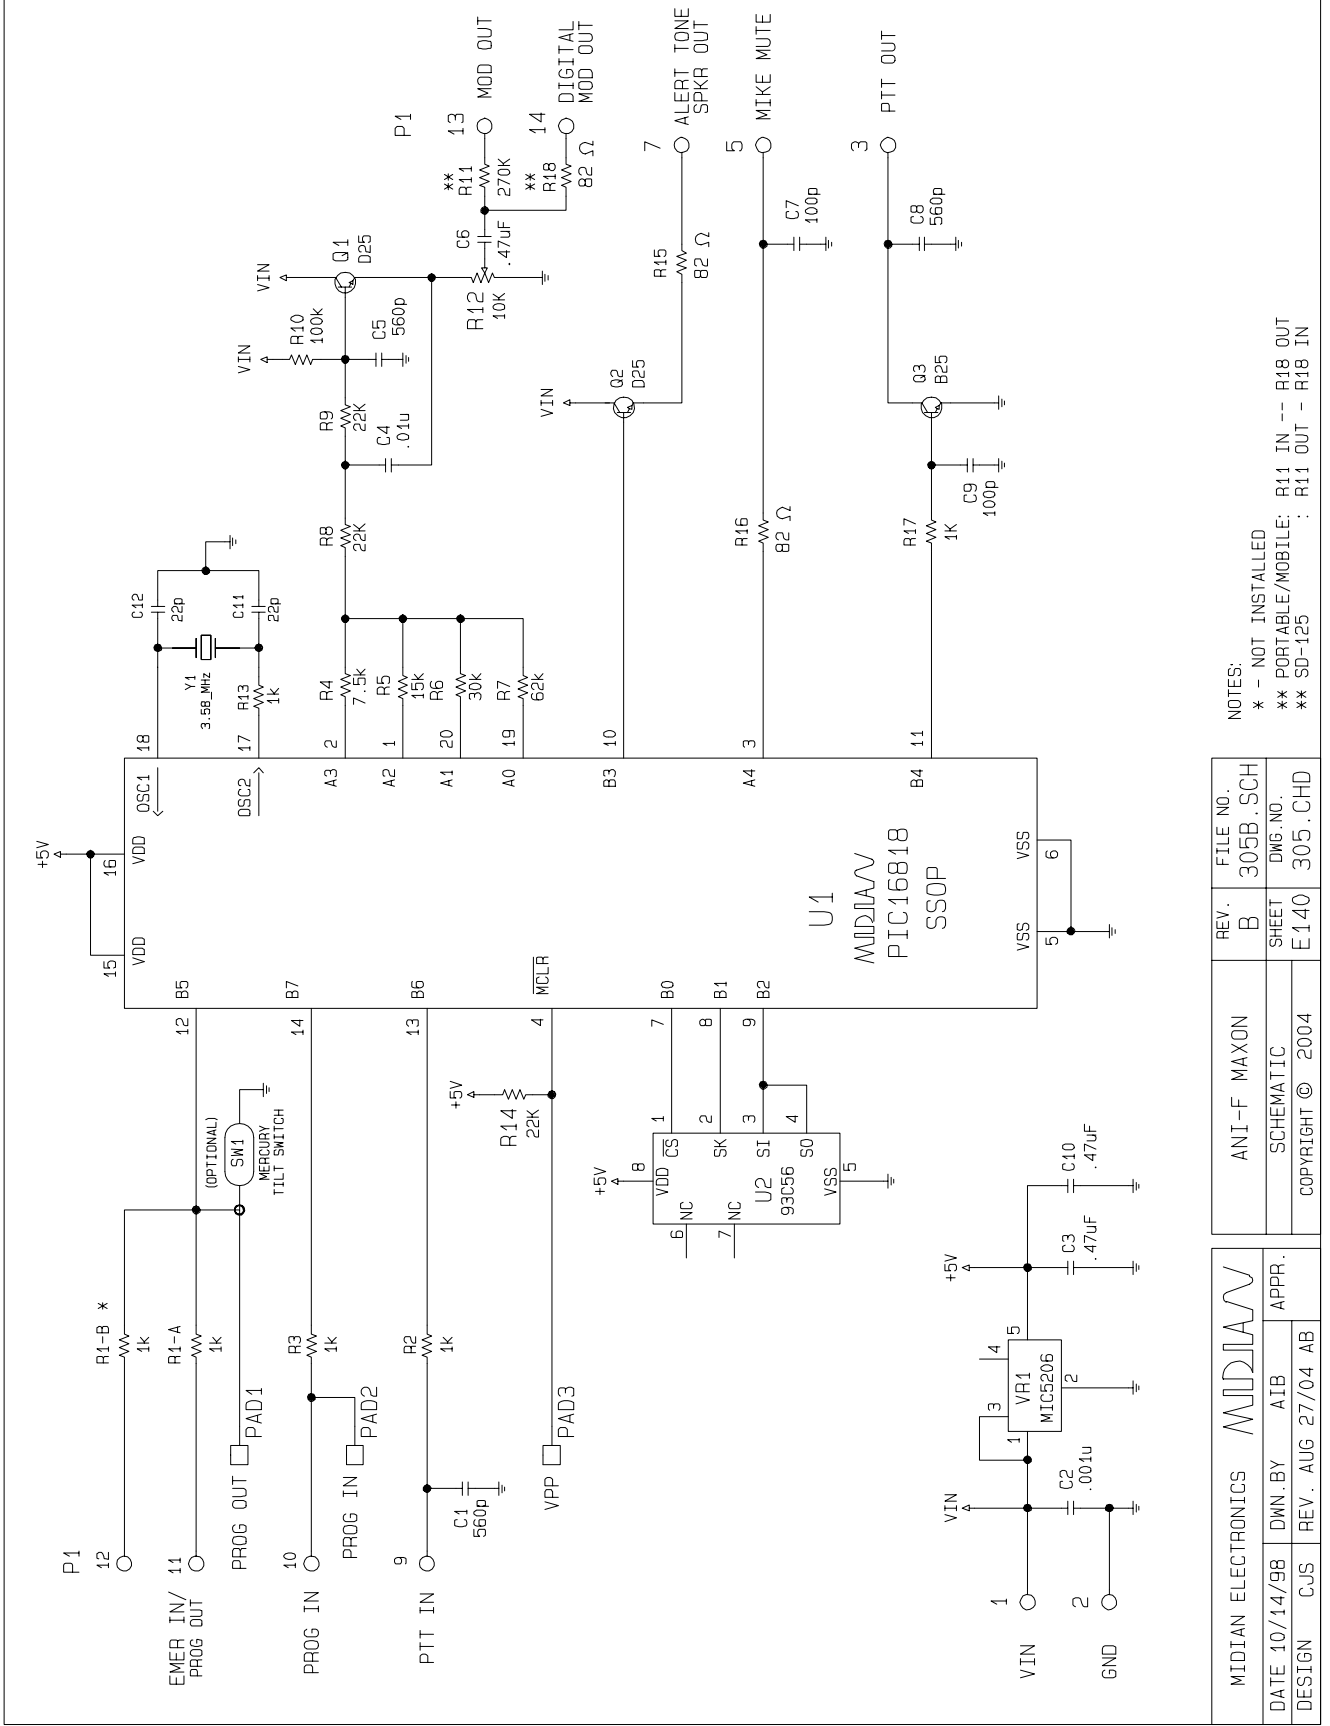 P1
12
R1-B *
1k
EMER IN/
PROG OUT
11
R1-A
1k
PROG OUT
PAD1
(OPTIONAL)
SW1
MERCURY
TILT SWITCH
PROG IN
10
R3
1k
PROG IN
PAD2
PTT IN
9
R2
1k
C1
560p
VPP
PAD3
+5V
R14
22K
+5V
15
VDD
16
VDD
12
B5
14
B7
13
B6
4
MCLR
7
B0
8
B1
9
B2
U1
MIDIAN
PIC16818
SSOP
VSS
5
VSS
6
OSC1
18
OSC2
17
A3
2
A2
1
A1
20
A0
19
B3
10
A4
3
B4
11
+5V
8
VDD
1
CS
2
SK
3
SI
4
SO
6
NC
7
NC
U2
93C56
VSS
5
VIN
1
GND
2
VIN
C2
.001u
1
3
VR1
MIC5206
4
5
2
+5V
C3
.47uF
C10
.47uF
C12
22p
Y1
3.58_MHz
C11
22p
R13
1k
R4
7.5k
R5
15k
R6
30k
R7
62k
R8
22K
R9
22K
C4
.01u
VIN
R10
100k
C5
560p
VIN
Q1
D25
R12
10K
C6
.47uF
P1
**
R11
270K
13
MOD OUT
**
R18
82 Ω
14
DIGITAL
MOD OUT
VIN
Q2
D25
R15
82 Ω
7
ALERT TONE
SPKR OUT
R16
82 Ω
C7
100p
5
MIKE MUTE
R17
1K
C9
100p
Q3
B25
C8
560p
3
PTT OUT
NOTES:
* - NOT INSTALLED
** PORTABLE/MOBILE: R11 IN -- R18 OUT
** SD-125 : R11 OUT - R18 IN
MIDIAN ELECTRONICS MIDIAN
DATE 10/14/98 DWN.BY AIB APPR.
DESIGN CJS REV. AUG 27/04 AB
ANI-F MAXON
SCHEMATIC
COPYRIGHT © 2004
REV.
B
FILE NO.
305B.SCH
SHEET
E140
DWG.NO.
305.CHD